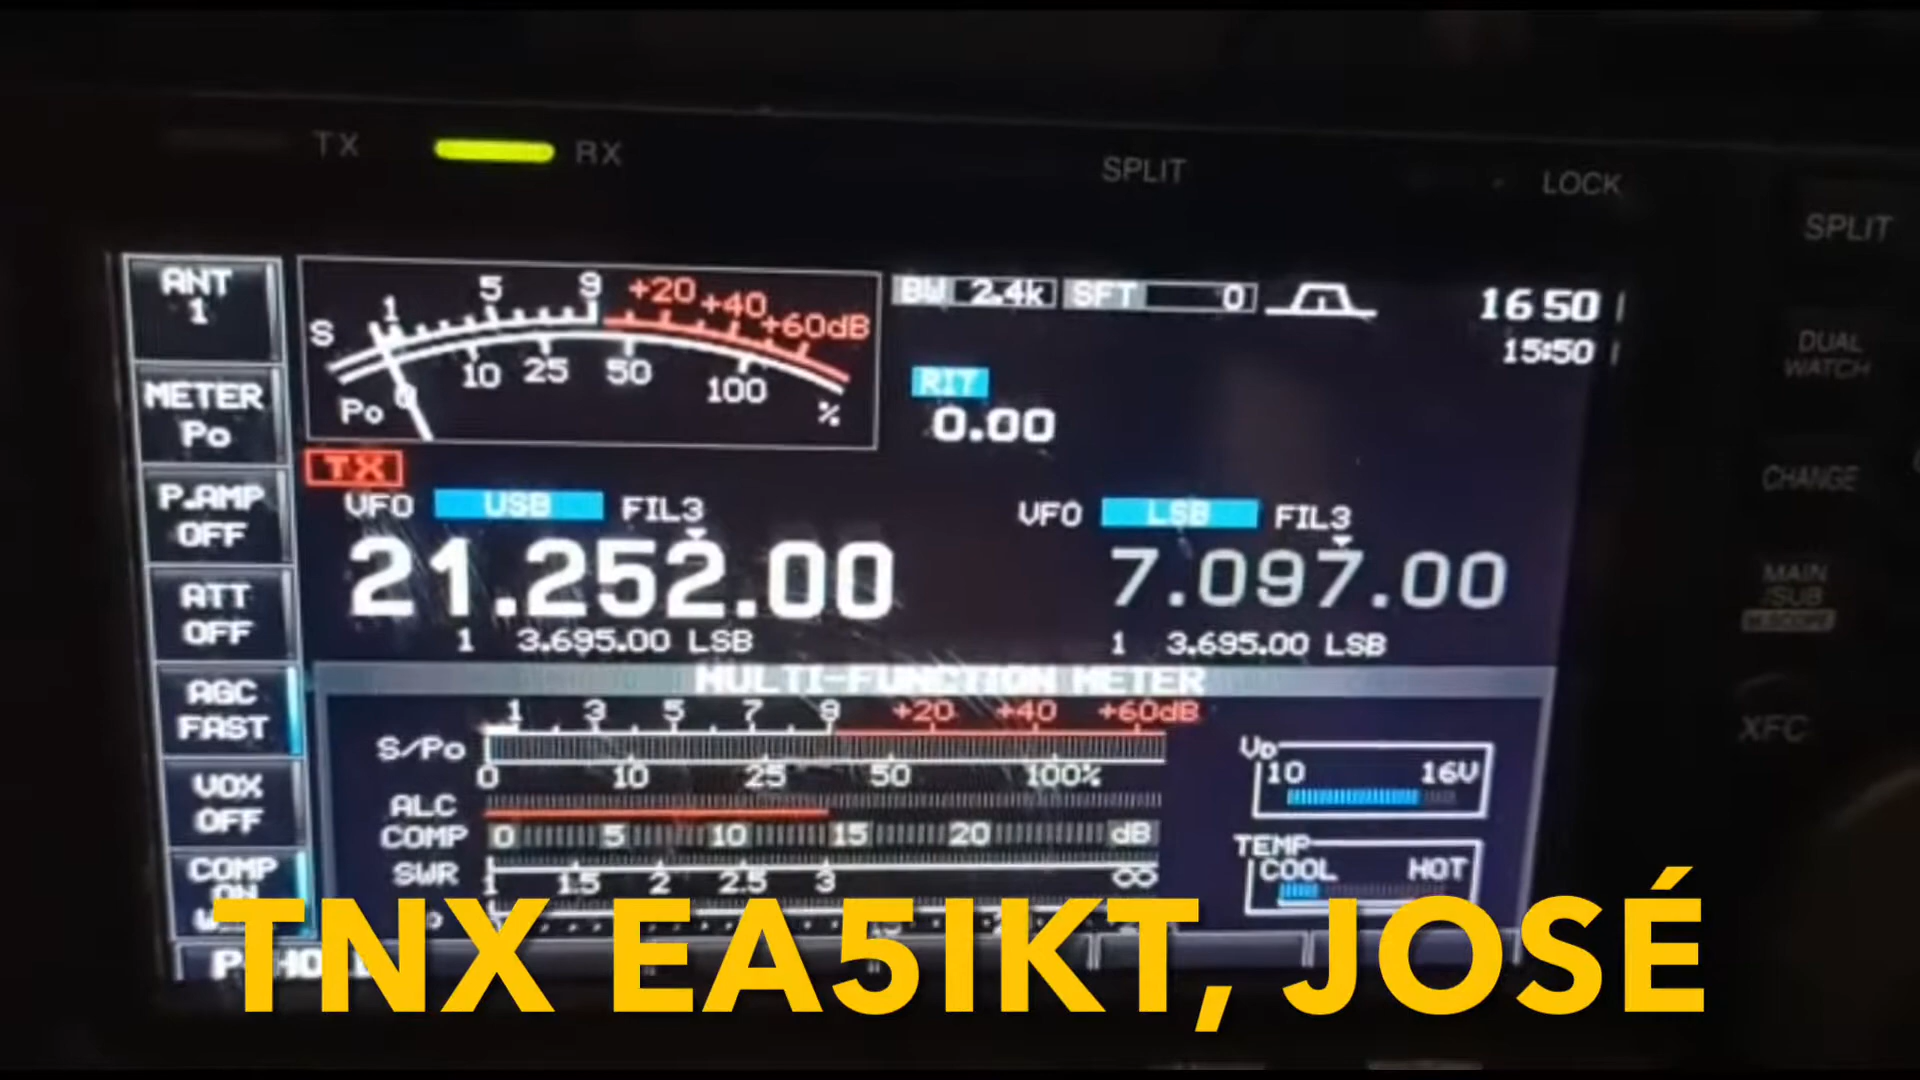 TX RX SPLIT LOCK
SPLIT
DUAL WATCH
CHANGE
MAIN /SUB
M.SCOPE
XFC
ANT 1
METER Po
P.AMP OFF
ATT OFF
AGC FAST
VOX OFF
COMP ON
S 1 5 9 +20 +40 +60dB
Po 0 10 25 50 100 %
BW 2.4k SFT 0
16 50
15:50
RIT
0.00
TX
VFO USB FIL3
21.252.00
1 3.695.00 LSB
VFO LSB FIL3
7.097.00
1 3.695.00 LSB
MULTI-FUNCTION METER
1 3 5 7 9 +20 +40 +60dB
S/Po
0 10 25 50 100%
ALC
COMP 0 5 10 15 20 dB
SWR 1 1.5 2 2.5 3 ∞
VD
10 16V
TEMP
COOL HOT
TNX EA5IKT, JOSÉ